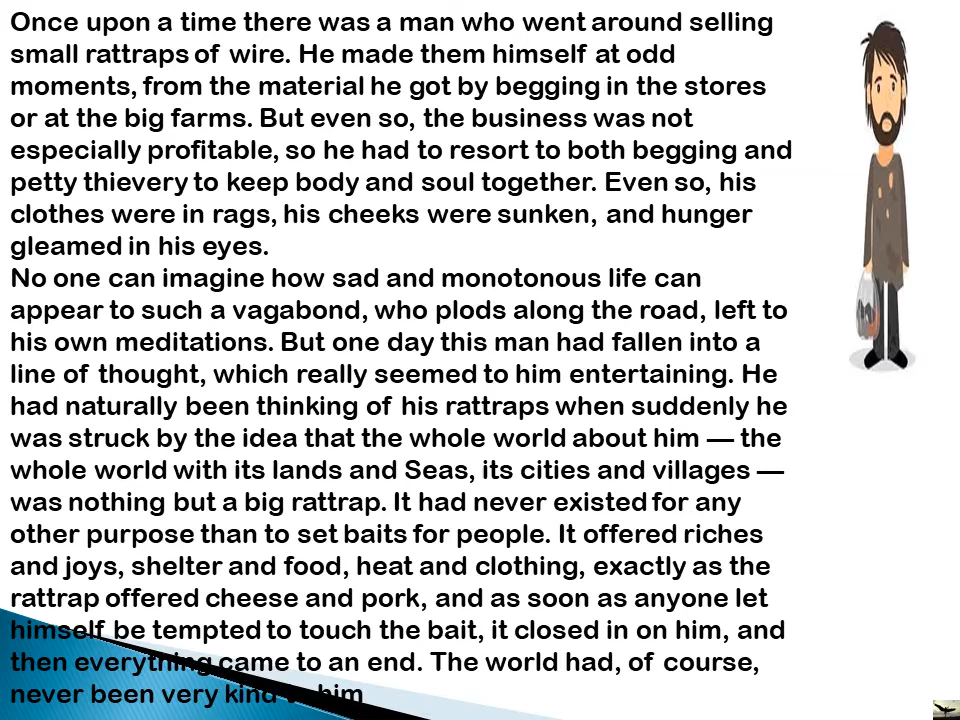 Once upon a time there was a man who went around selling
small rattraps of wire. He made them himself at odd
moments, from the material he got by begging in the stores
or at the big farms. But even so, the business was not
especially profitable, so he had to resort to both begging and
petty thievery to keep body and soul together. Even so, his
clothes were in rags, his cheeks were sunken, and hunger
gleamed in his eyes.
No one can imagine how sad and monotonous life can
appear to such a vagabond, who plods along the road, left to
his own meditations. But one day this man had fallen into a
line of thought, which really seemed to him entertaining. He
had naturally been thinking of his rattraps when suddenly he
was struck by the idea that the whole world about him — the
whole world with its lands and Seas, its cities and villages —
was nothing but a big rattrap. It had never existed for any
other purpose than to set baits for people. It offered riches
and joys, shelter and food, heat and clothing, exactly as the
rattrap offered cheese and pork, and as soon as anyone let
himself be tempted to touch the bait, it closed in on him, and
then everything came to an end. The world had, of course,
never been very kind to him